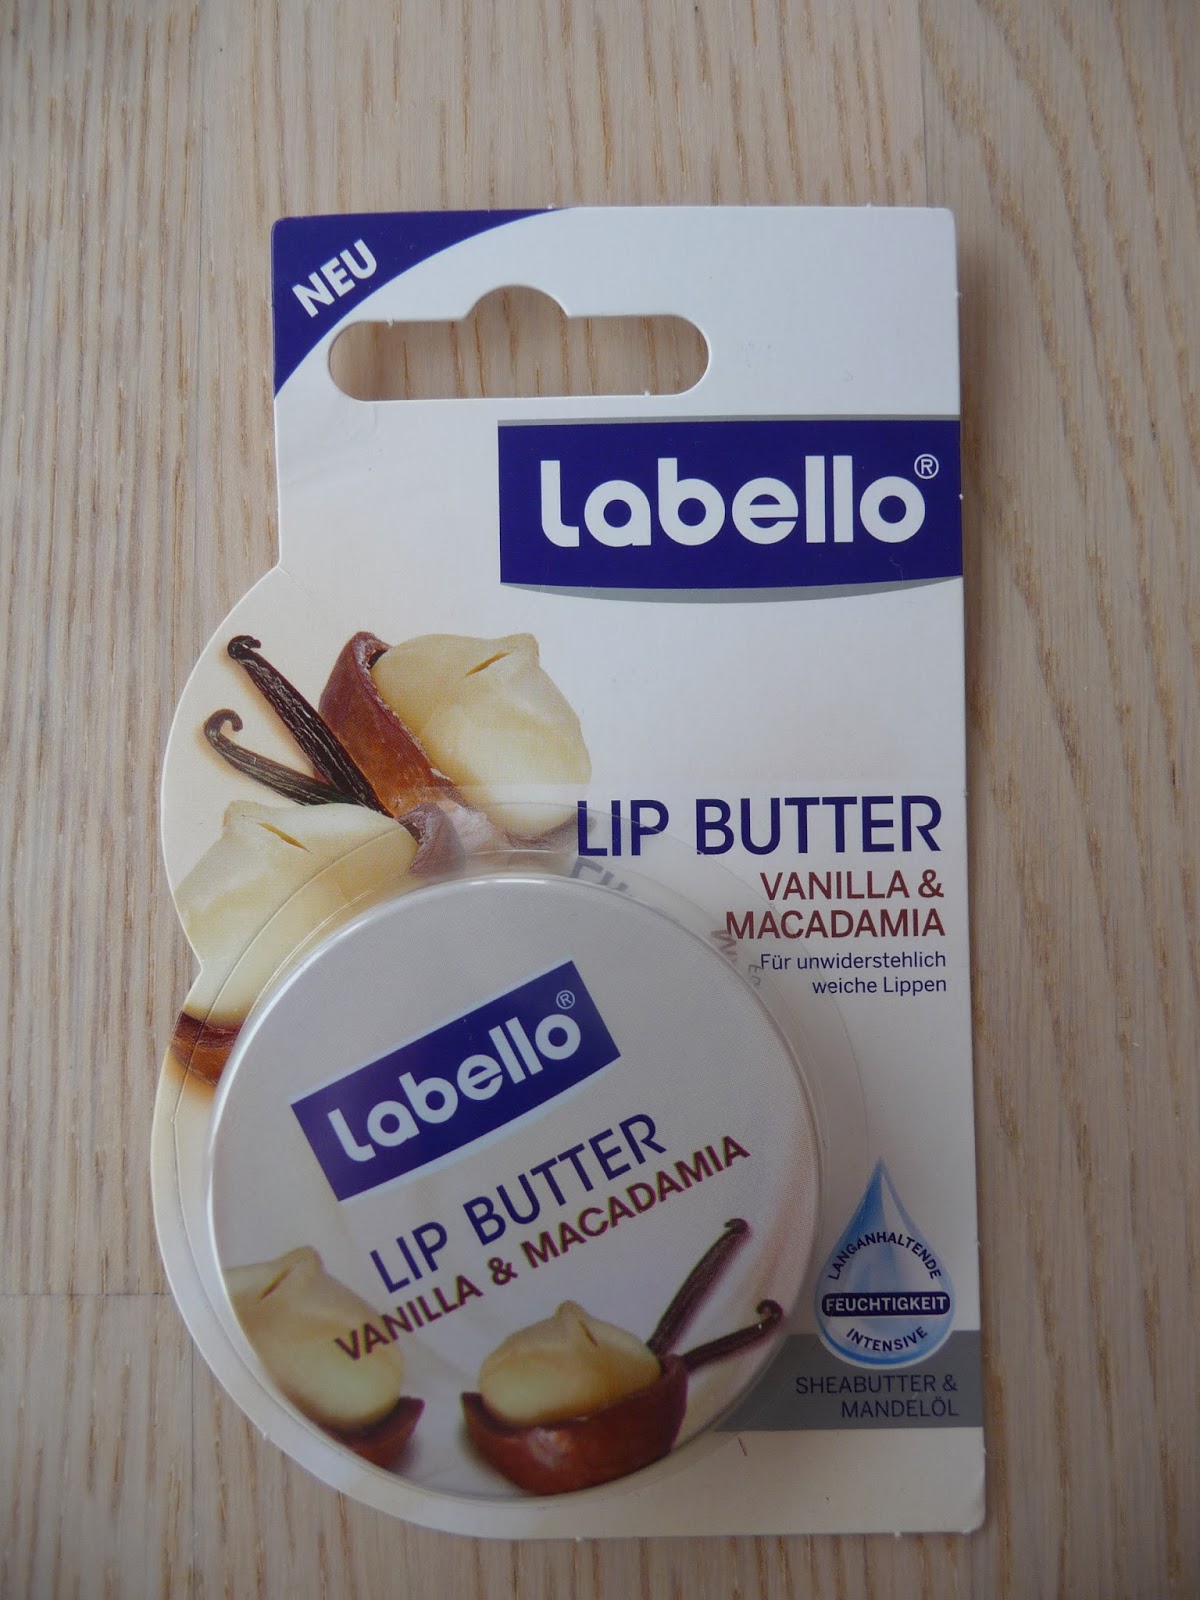 NEU
Labello®
LIP BUTTER
VANILLA &
MACADAMIA
Für unwiderstehlich
weiche Lippen
Labello®
LIP BUTTER
VANILLA & MACADAMIA
LANGANHALTENDE
FEUCHTIGKEIT
INTENSIVE
SHEABUTTER &
MANDELÖL